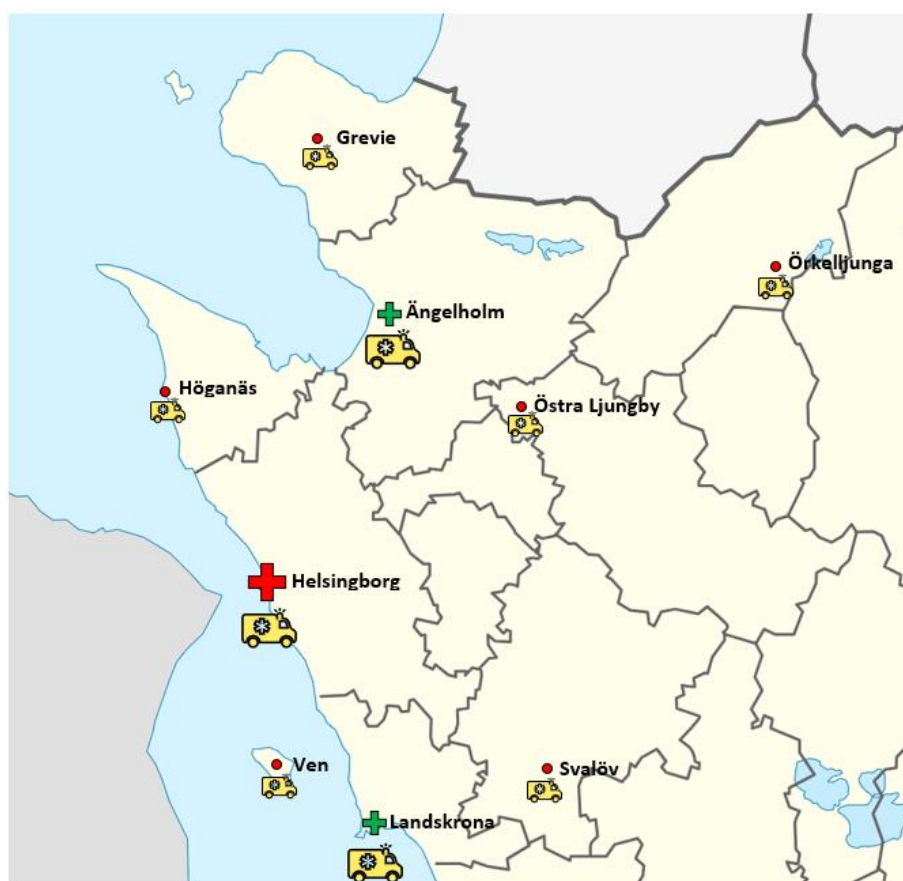 Grevie
Örkelljunga
Ängelholm
Höganäs
Östra Ljungby
Helsingborg
Ven
Svalöv
Landskrona